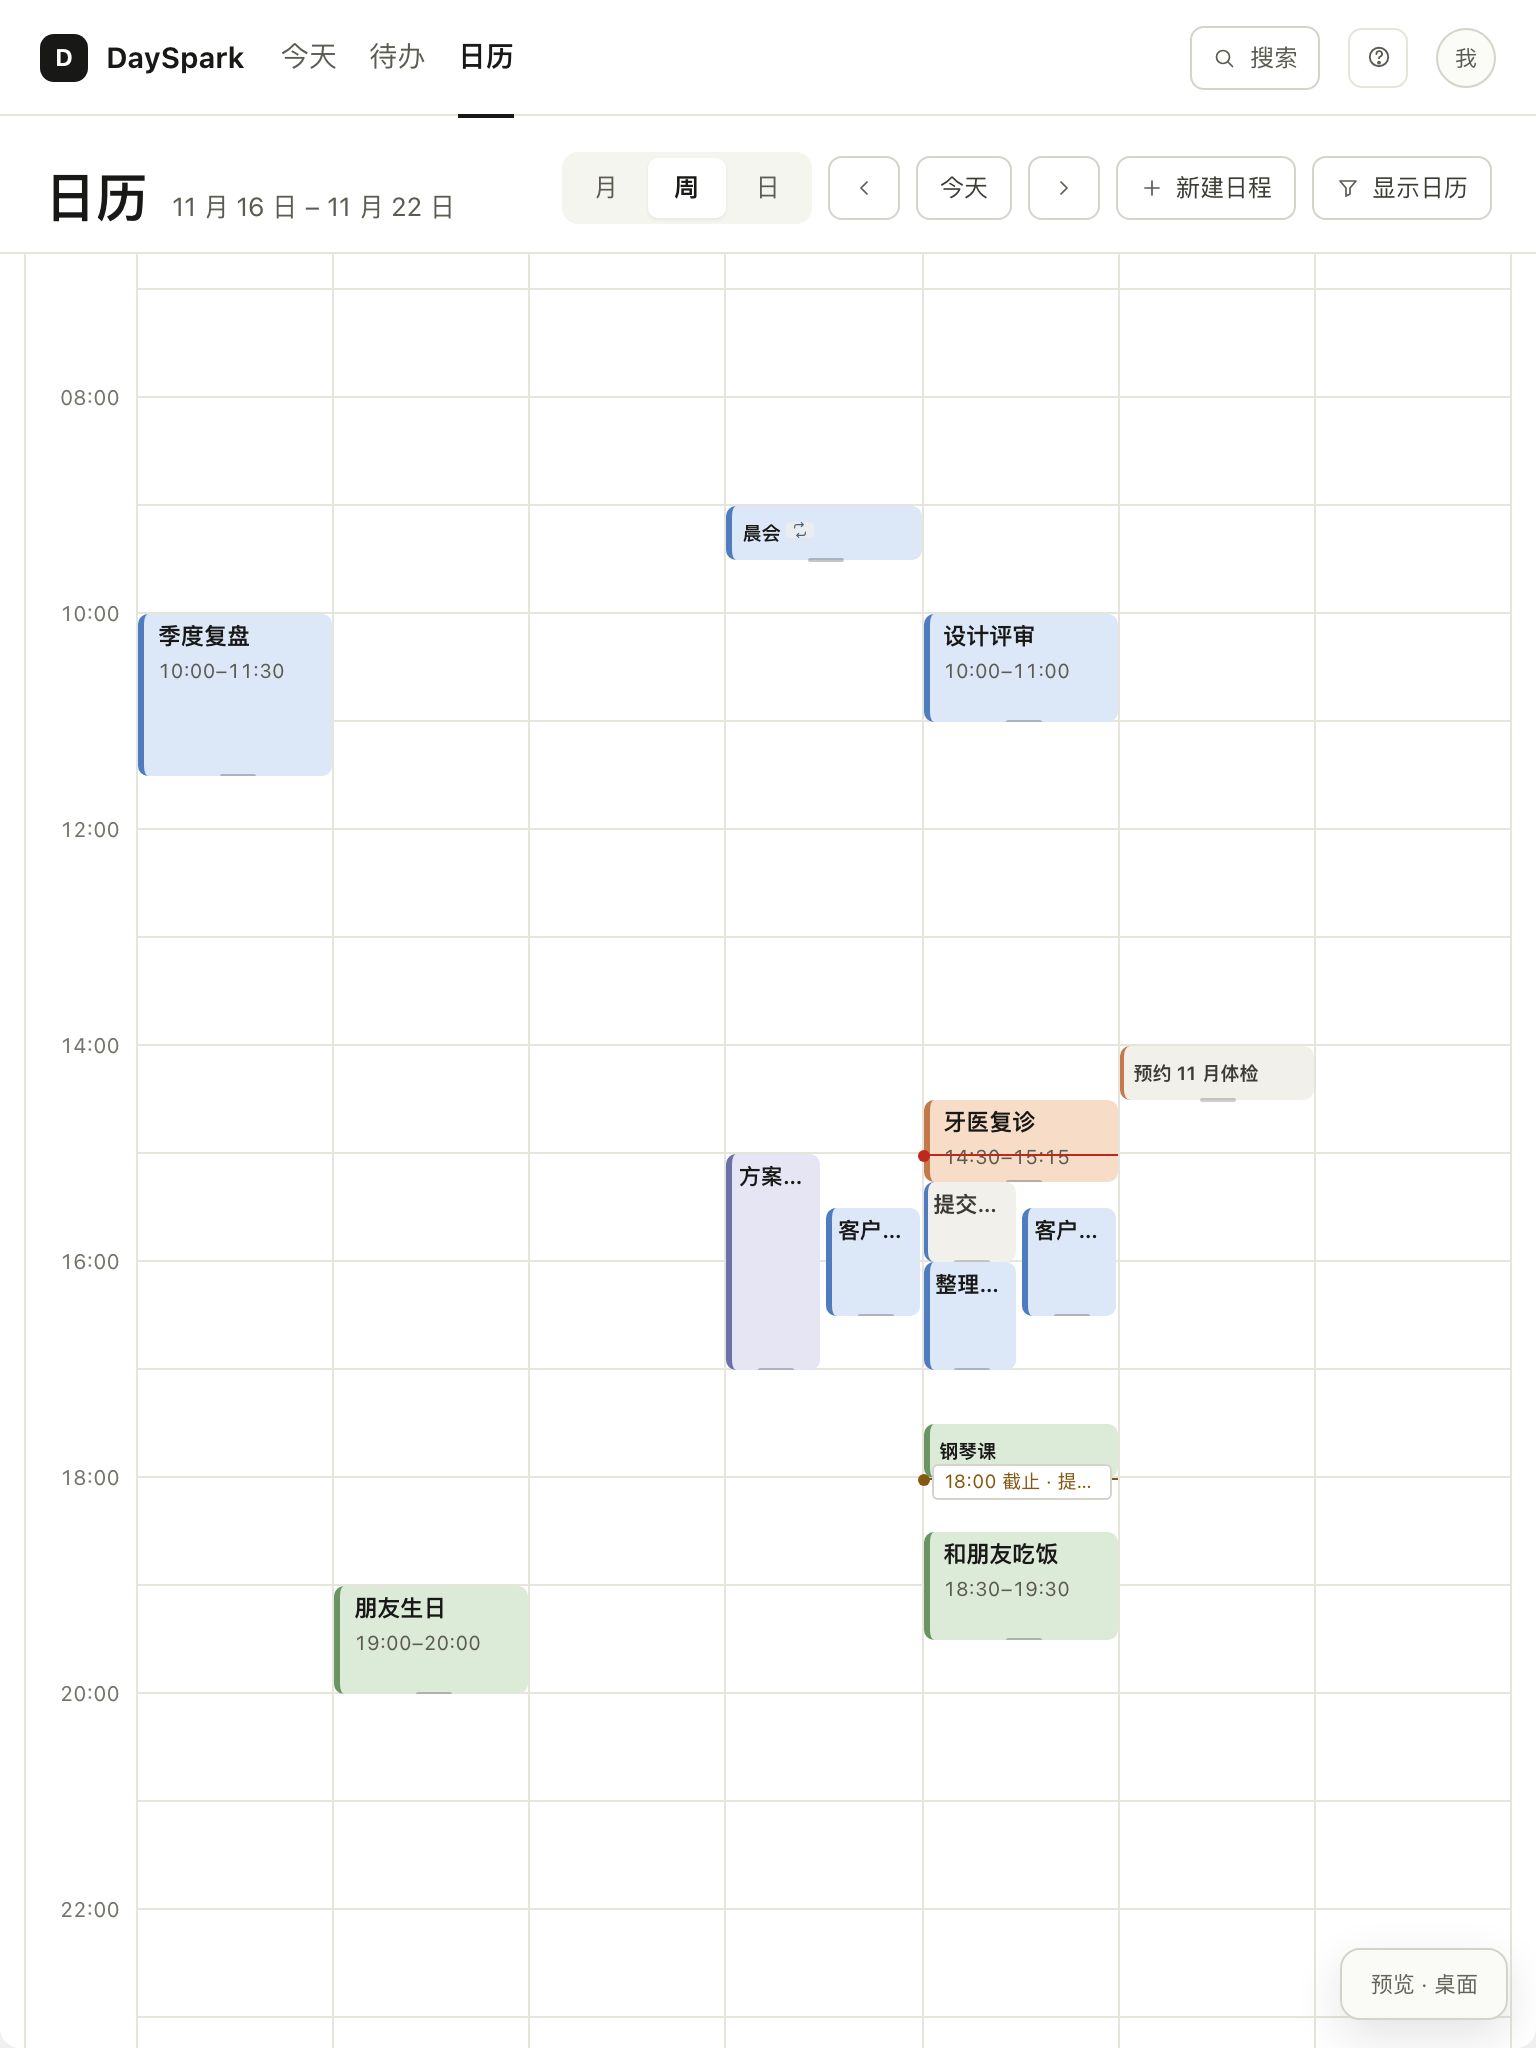 D DaySpark 今天 待办 日历 搜索 我
日历 11 月 16 日 – 11 月 22 日 月 周 日 今天 新建日程 显示日历
08:00
晨会
10:00
季度复盘
10:00–11:30
设计评审
10:00–11:00
12:00
14:00
预约 11 月体检
牙医复诊
14:30–15:15
方案...
提交...
客户...
客户...
16:00
整理...
钢琴课
18:00
18:00 截止 · 提...
和朋友吃饭
18:30–19:30
朋友生日
19:00–20:00
20:00
22:00
预览 · 桌面